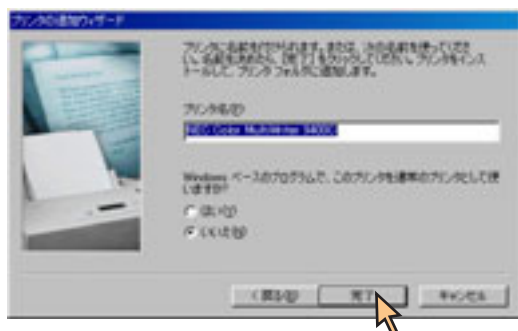 プリンタの追加ウィザード
プリンタに名前を付けられます。または、次の名前を使ってくださ
い。名前を決めたら、[完了] をクリックしてください。プリンタをインス
トールして、プリンタ フォルダに追加します。
プリンタ名(P)
NEC Color MultiWriter 9400C
Windows ベースのプログラムで、このプリンタを通常のプリンタとして使
いますか?
はい(Y)
いいえ(N)
< 戻る(B)
完了
キャンセル